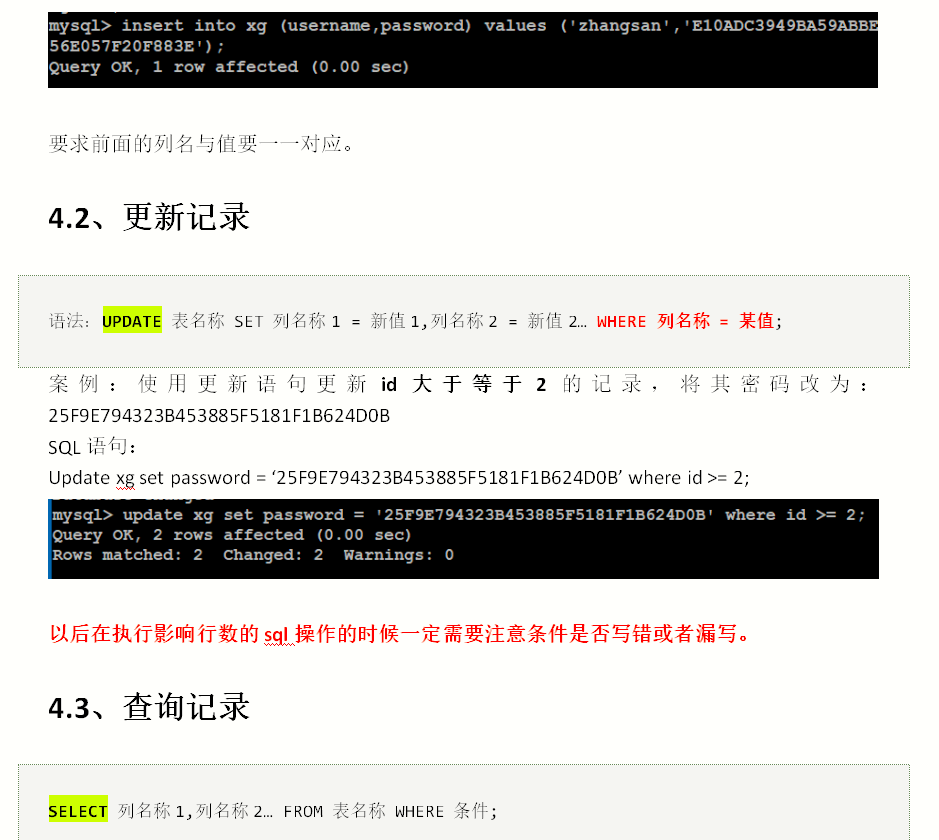 mysql> insert into xg (username,password) values ('zhangsan','E10ADC3949BA59ABBE
56E057F20F883E');
Query OK, 1 row affected (0.00 sec)
要求前面的列名与值要一一对应。
4.2、更新记录
语法：UPDATE 表名称 SET 列名称1 = 新值1,列名称2 = 新值2… WHERE 列名称 = 某值;
案例：使用更新语句更新 id 大于等于 2 的记录，将其密码改为：
25F9E794323B453885F5181F1B624D0B
SQL 语句：
Update xg set password = ‘25F9E794323B453885F5181F1B624D0B’ where id >= 2;
mysql> update xg set password = '25F9E794323B453885F5181F1B624D0B' where id >= 2;
Query OK, 2 rows affected (0.00 sec)
Rows matched: 2  Changed: 2  Warnings: 0
以后在执行影响行数的 sql 操作的时候一定需要注意条件是否写错或者漏写。
4.3、查询记录
SELECT 列名称1,列名称2… FROM 表名称 WHERE 条件;